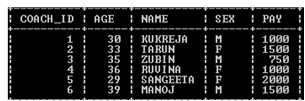 COACH_ID | AGE | NAME | SEX | PAY
1 | 30 | KUKREJA | M | 1000
2 | 33 | TARUN | F | 1500
3 | 35 | ZUBIN | M | 750
4 | 36 | RUVINA | F | 1000
5 | 29 | SANGEETA | F | 2000
6 | 39 | MANOJ | M | 1500